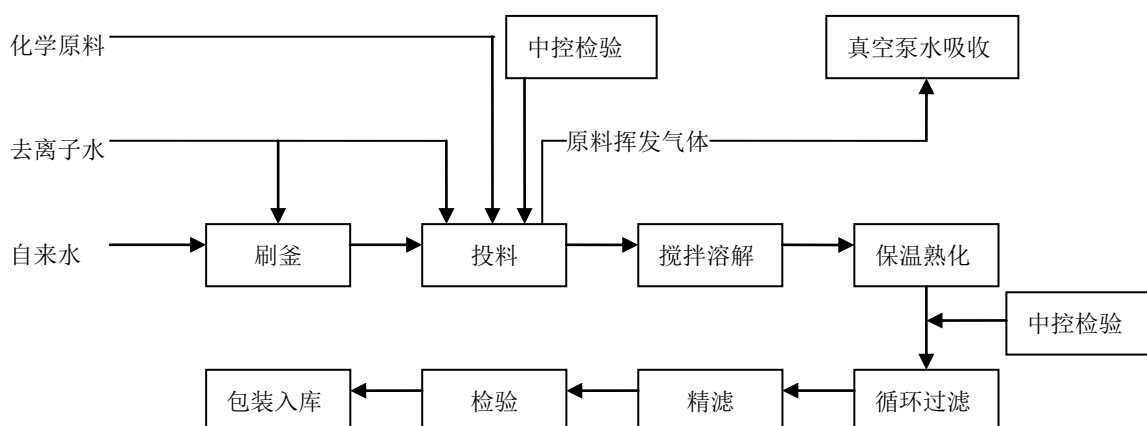 化学原料
中控检验
真空泵水吸收
去离子水
原料挥发气体
自来水
刷釜
投料
搅拌溶解
保温熟化
中控检验
包装入库
检验
精滤
循环过滤